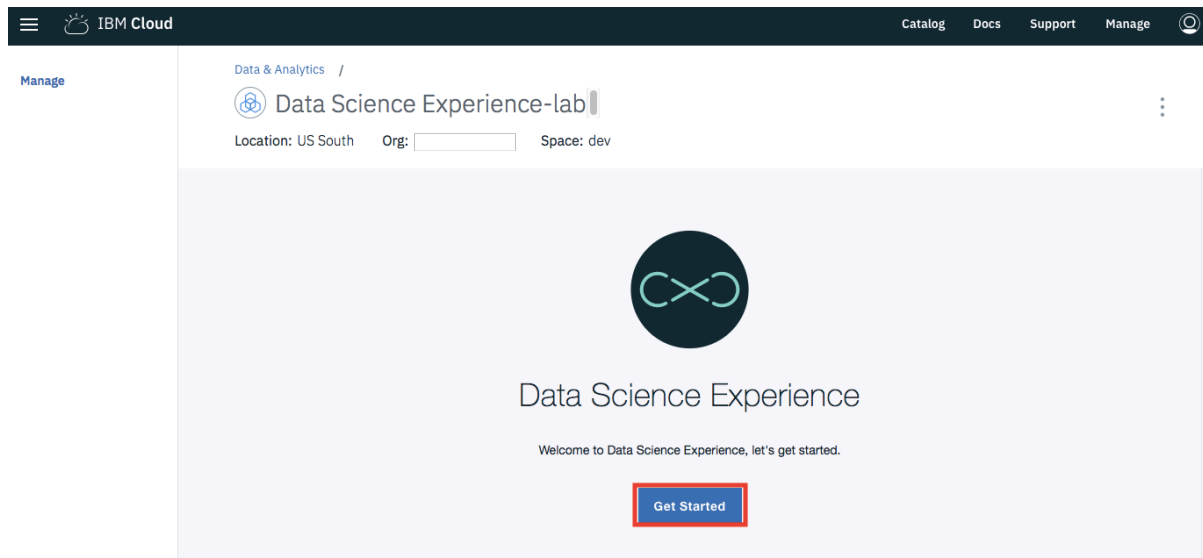 IBM Cloud Catalog Docs Support Manage
Manage
Data & Analytics /
Data Science Experience-lab
Location: US South Org: Space: dev
Data Science Experience
Welcome to Data Science Experience, let's get started.
Get Started